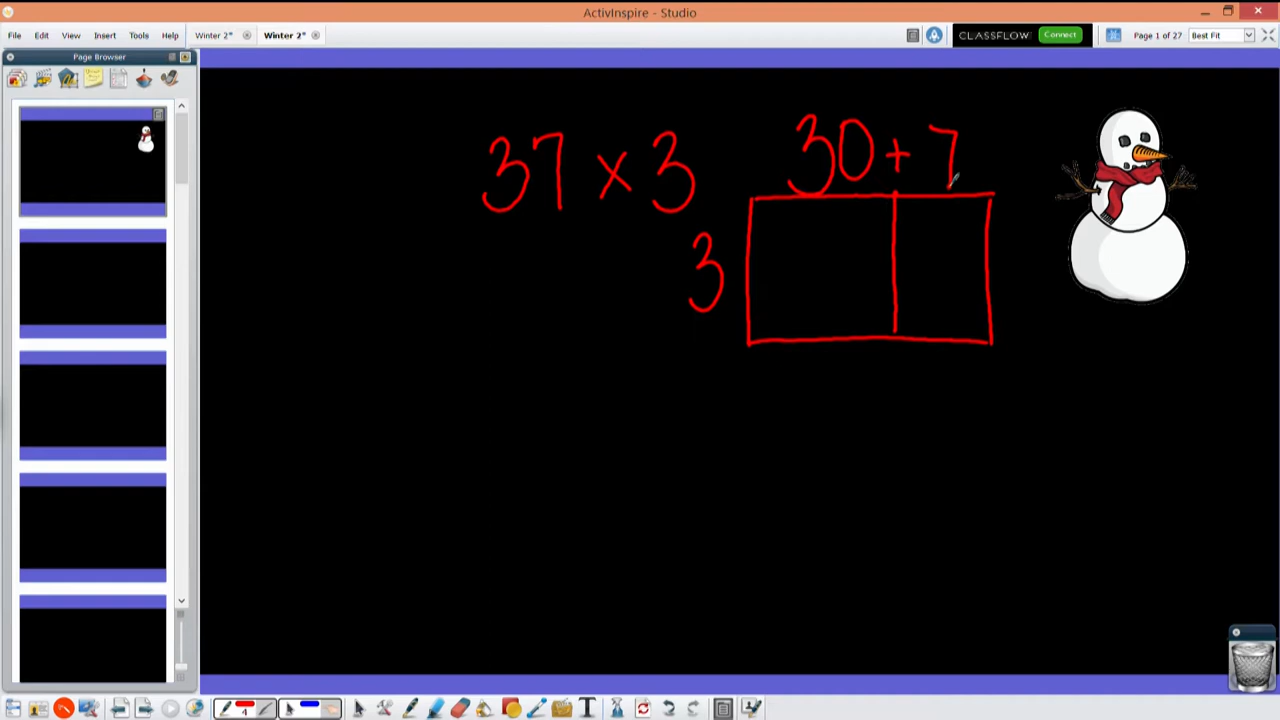 ActivInspire - Studio
File Edit View Insert Tools Help Winter 2* Winter 2* CLASSFLOW Connect Page 1 of 27 Best Fit
Page Browser
37 x 3
30 + 7
3
4 T